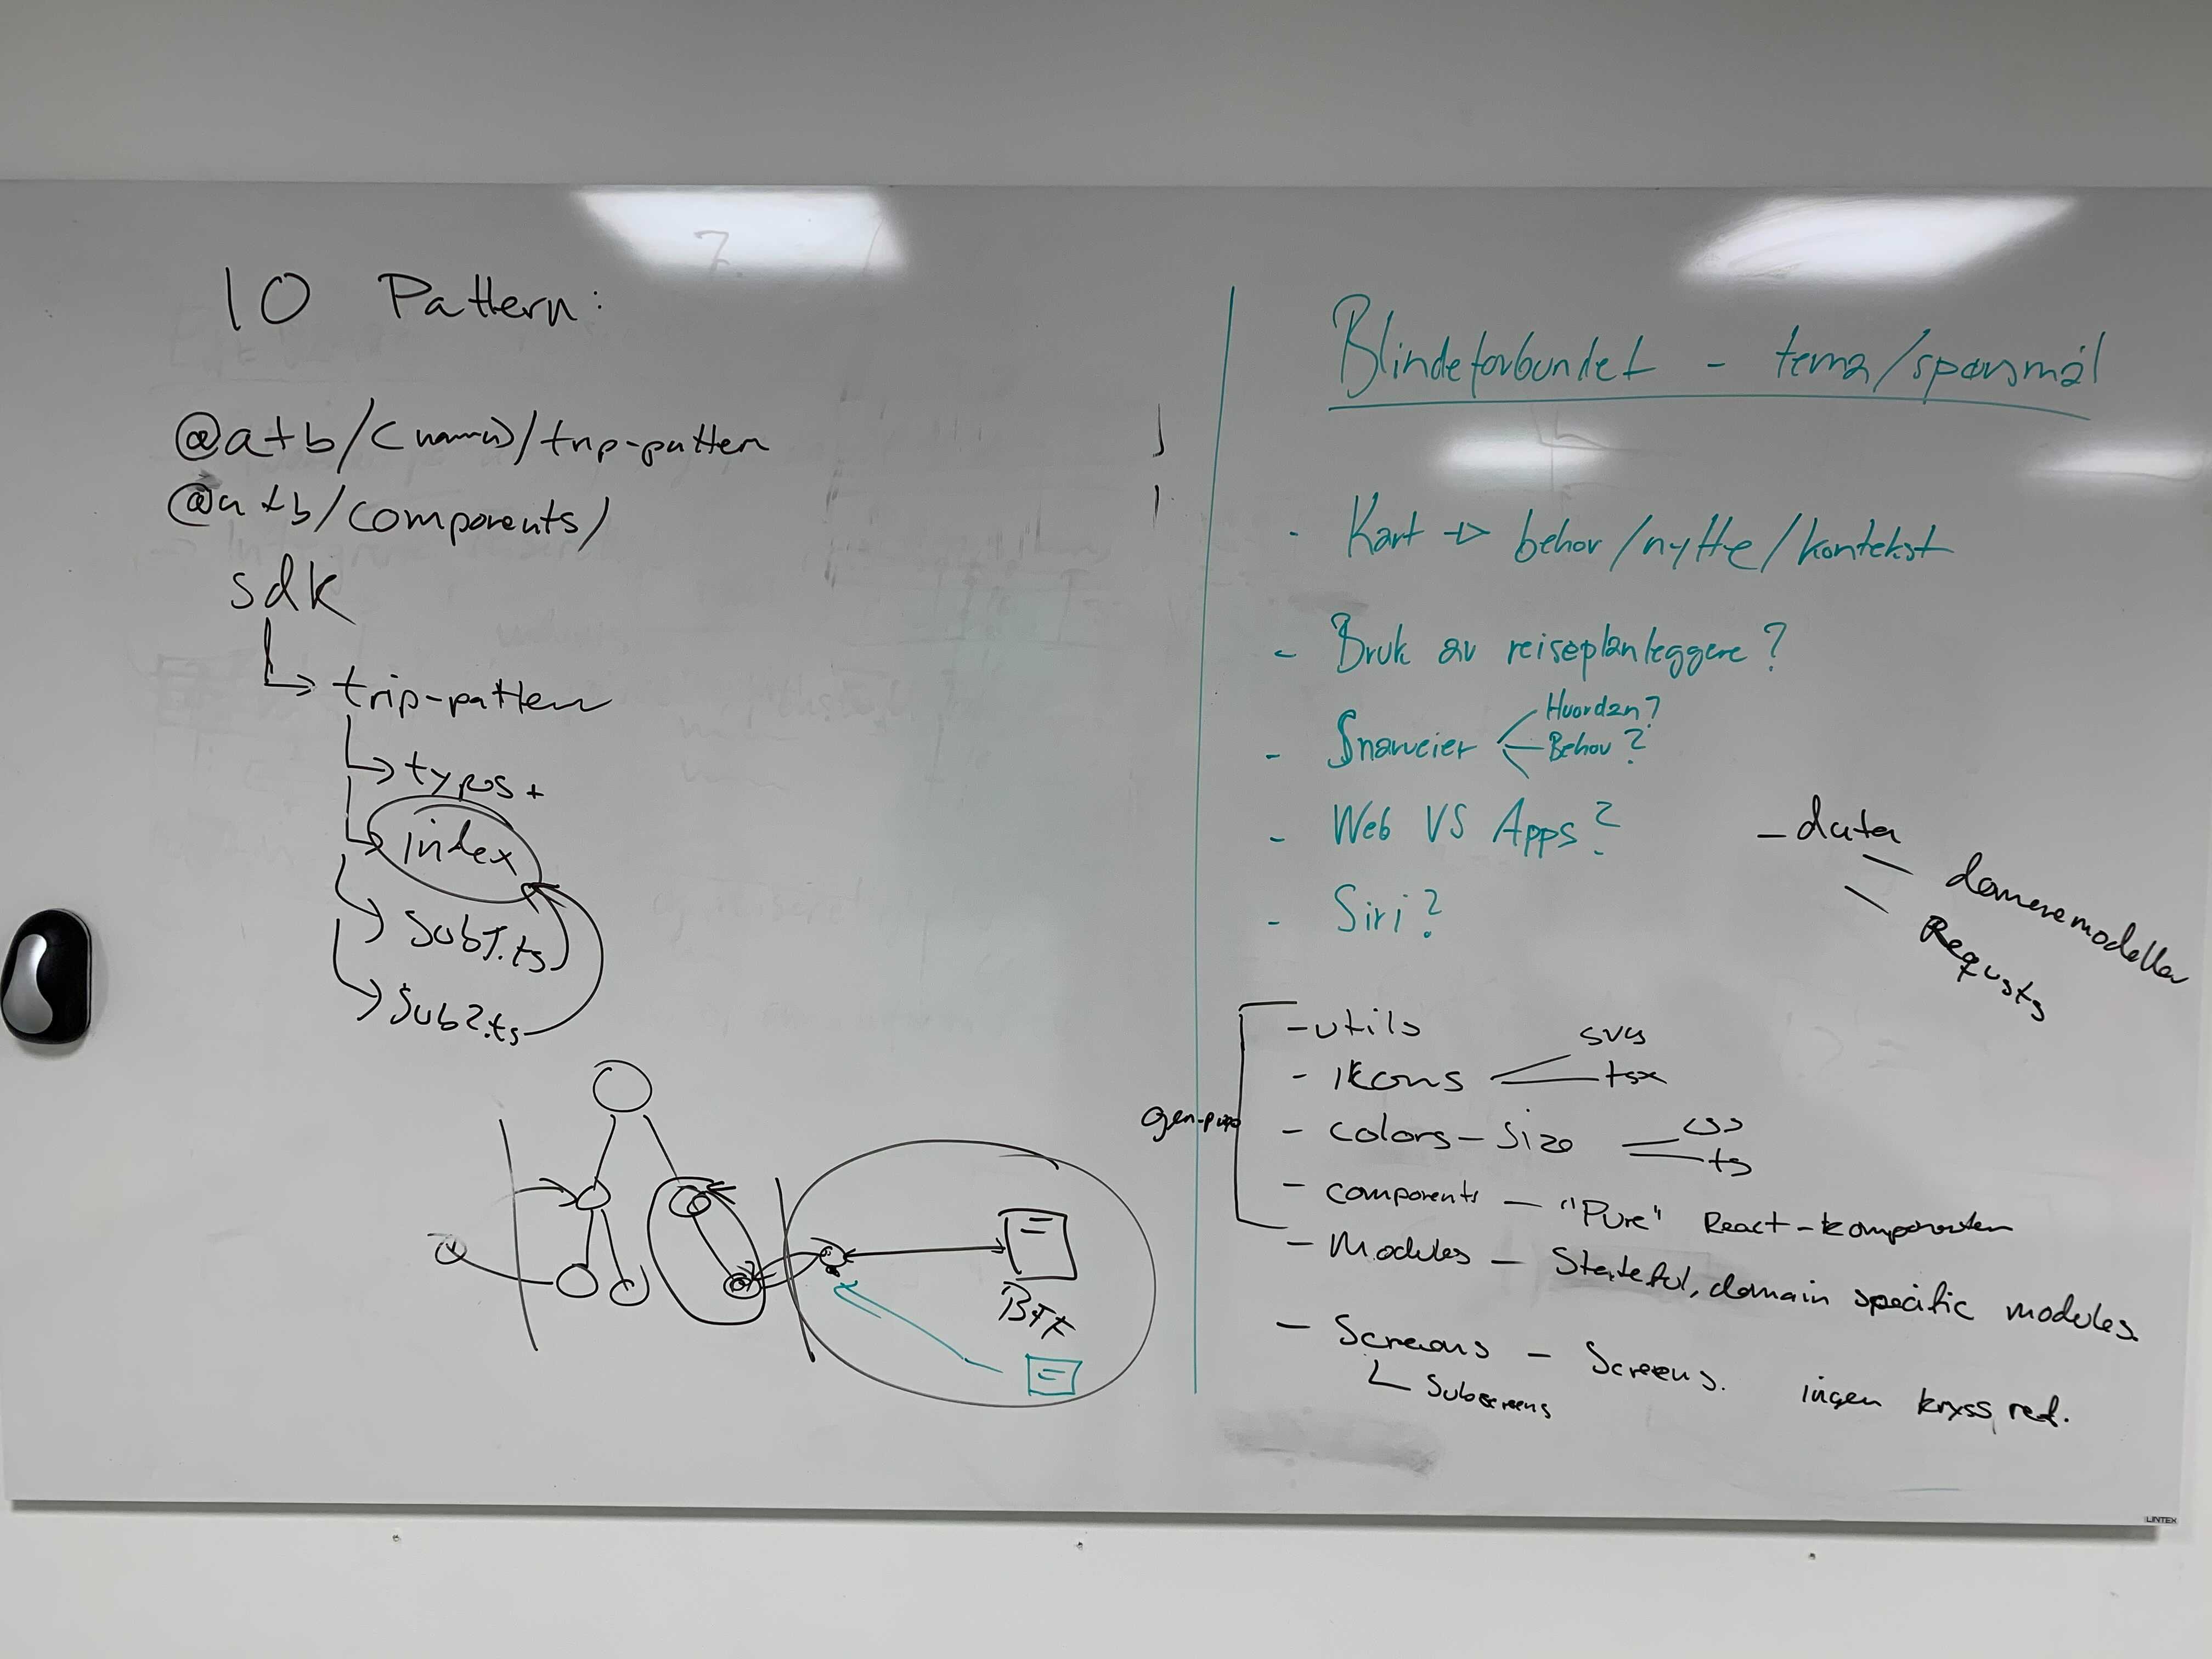 IO Pattern:
@atb/<name>/trip-pattern
@atb/components/
sdk
trip-pattern
types +
index
Sub1.ts
Sub2.ts
BFF
Blindeforbundet - tema/spørsmål
- Kart → behov/nytte/kontekst
- Bruk av reiseplanleggere?
- Snarveier
Hvordan?
Behov?
- Web VS Apps?
- Siri?
- data
domenemodeller
Requsts
gen-purp
- utils
- ikons
svg
tsx
- colors - size
css
ts
- components - "Pure" React-komponenter
- Modules - Stateful, domain specific modules.
- Screens - Screens. ingen kryss ref.
Subscreens
LINTEX